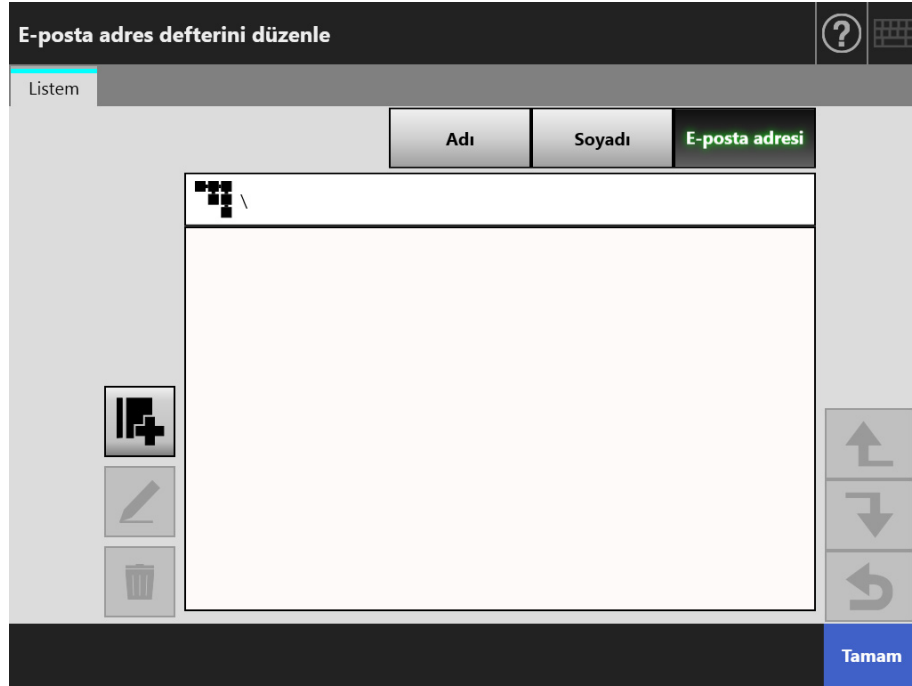 E-posta adres defterini düzenle
?
Listem
Adı Soyadı E-posta adresi
\
Tamam